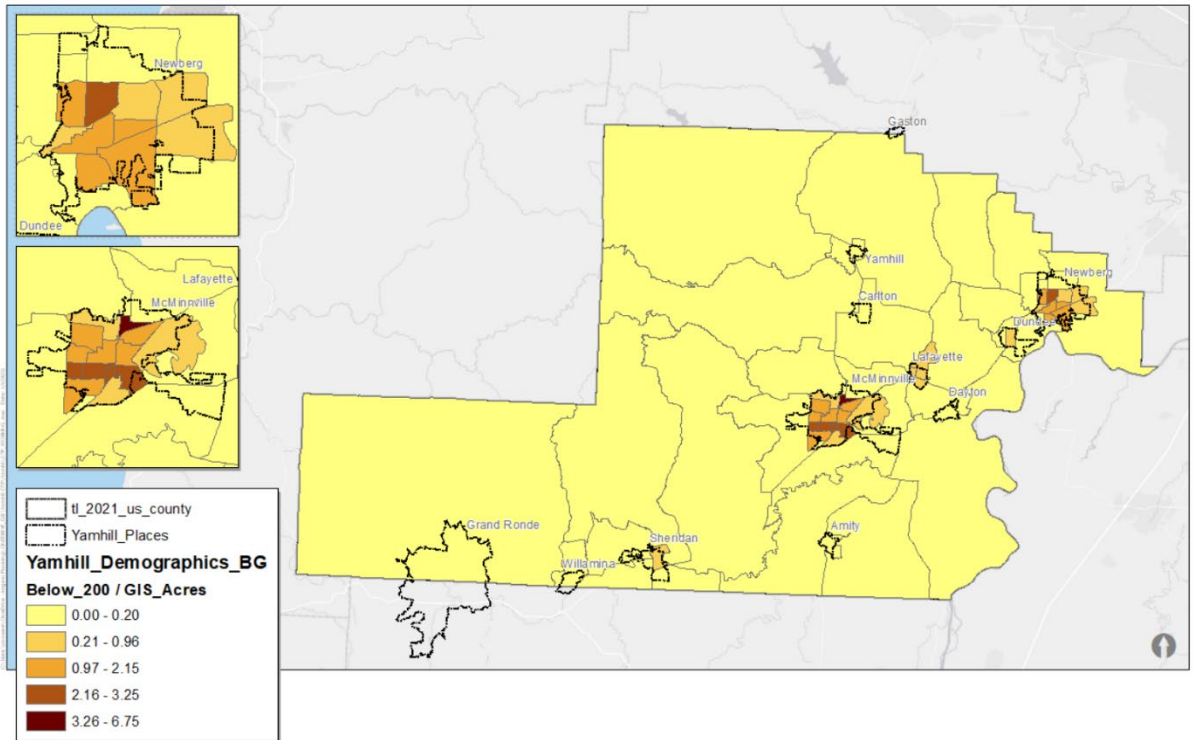 Newberg
Dundee
Lafayette
McMinnville
Gaston
Yamhill
Carlton
Newberg
Dundee
Lafayette
McMinnville
Dayton
Amity
Grand Ronde
Sheridan
Willamina
tl_2021_us_county
Yamhill_Places
Yamhill_Demographics_BG
Below_200 / GIS_Acres
0.00 - 0.20
0.21 - 0.96
0.97 - 2.15
2.16 - 3.25
3.26 - 6.75